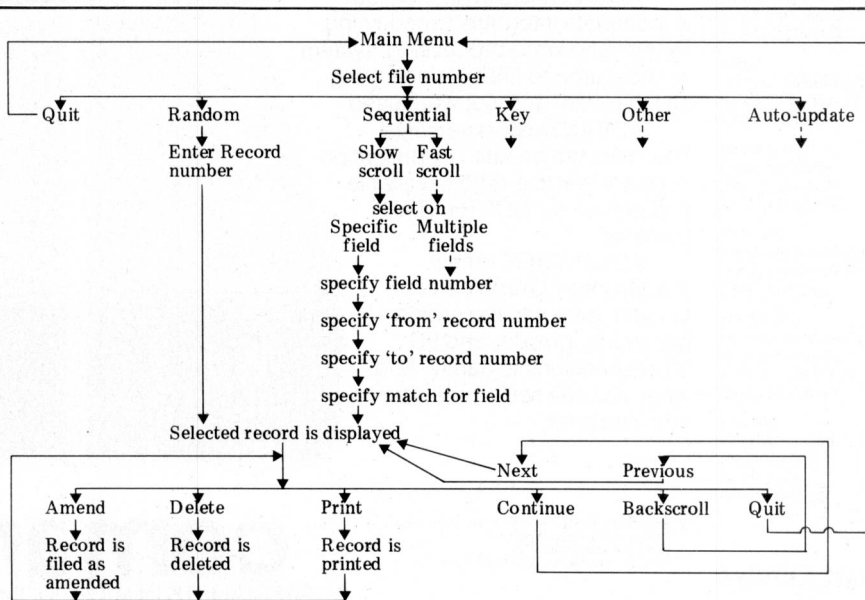 Main Menu
Select file number
Quit Random Sequential Key Other Auto-update
Enter Record
number
Slow Fast
scroll scroll
select on
Specific Multiple
field fields
specify field number
specify ‘from’ record number
specify ‘to’ record number
specify match for field
Selected record is displayed
Next Previous
Amend Delete Print Continue Backscroll Quit
Record is Record is Record is
filed as deleted printed
amended